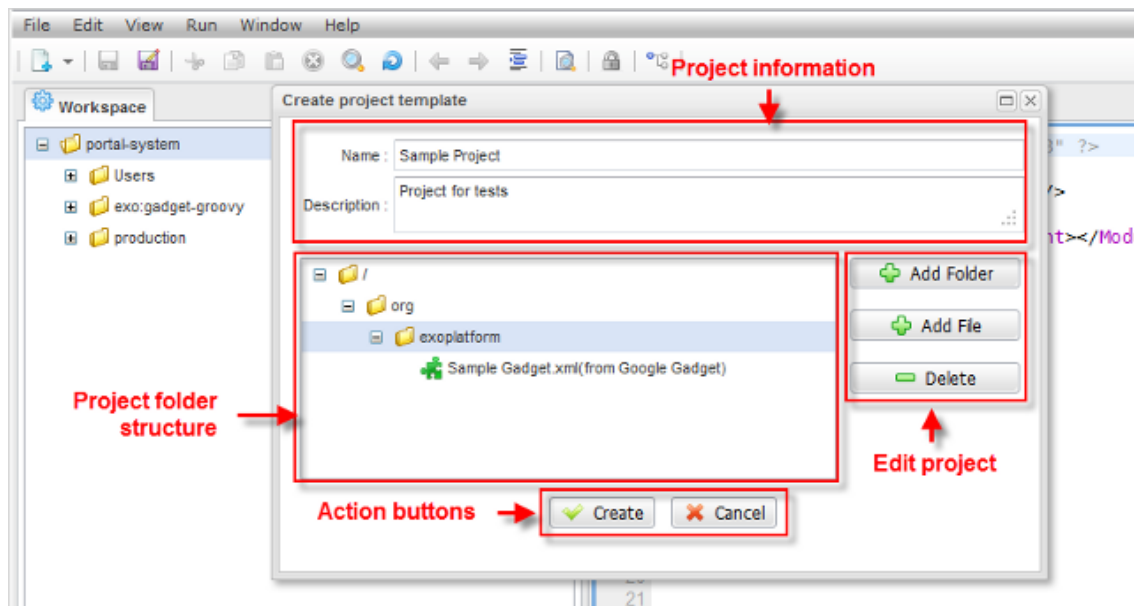 File Edit View Run Window Help
Project information
Workspace
Create project template
portal-system
Name : Sample Project
" ?>
Users
Description : Project for tests
/>
exo:gadget-groovy
production
nt></Mod
/
Add Folder
org
exoplatform
Add File
Sample Gadget.xml(from Google Gadget)
Delete
Project folder
structure
Edit project
Action buttons
Create
Cancel
21